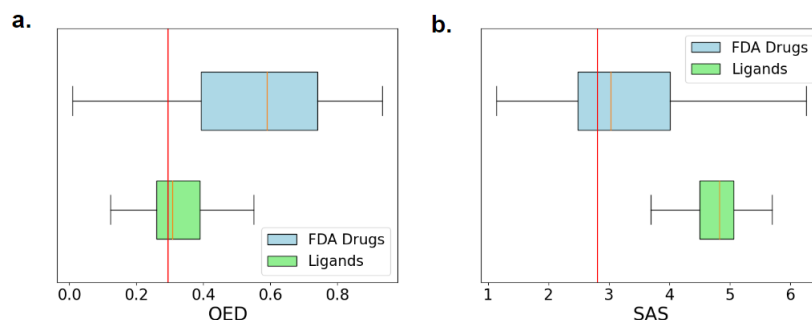 a.
FDA Drugs
Ligands
0.0 0.2 0.4 0.6 0.8
QED
b.
FDA Drugs
Ligands
1 2 3 4 5 6
SAS